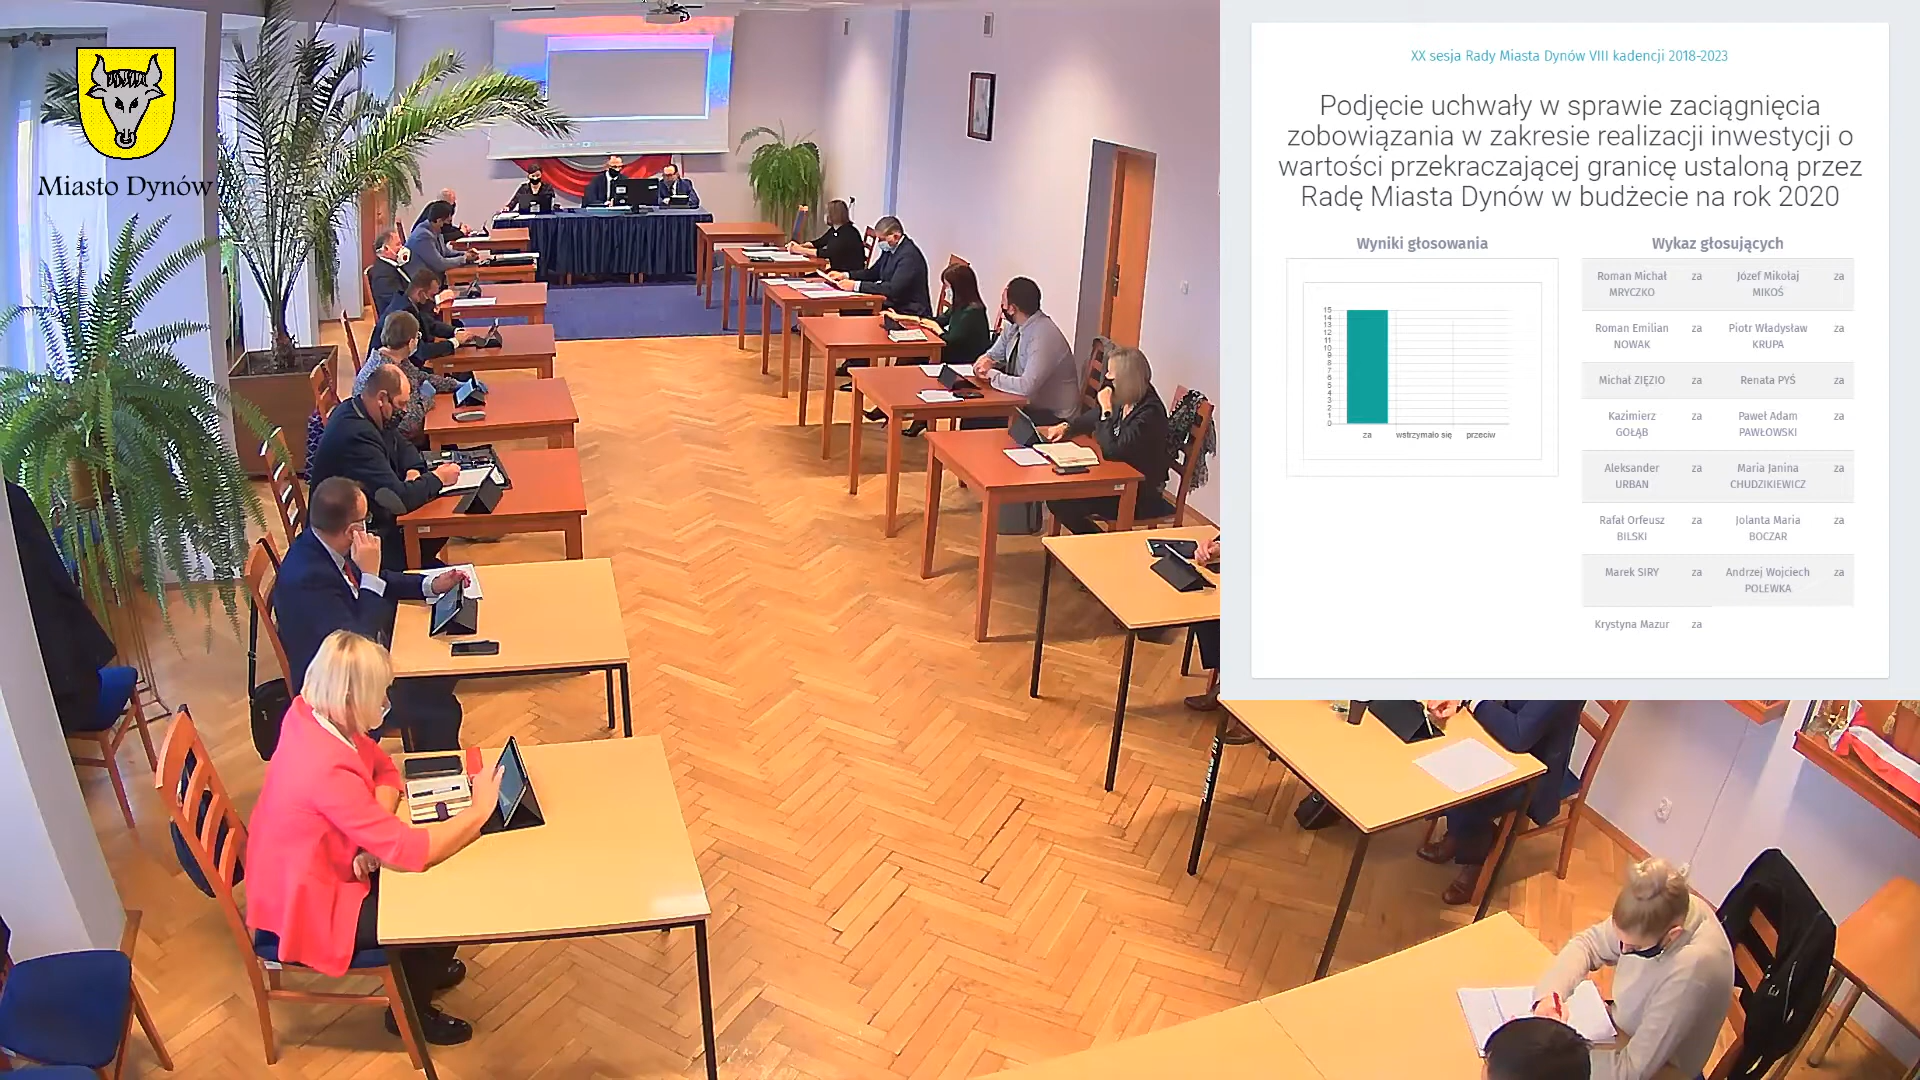 Miasto Dynów
XX sesja Rady Miasta Dynów VIII kadencji 2018-2023
Podjęcie uchwały w sprawie zaciągnięcia
zobowiązania w zakresie realizacji inwestycji o
wartości przekraczającej granicę ustaloną przez
Radę Miasta Dynów w budżecie na rok 2020
Wyniki głosowania
15
14
13
12
11
10
9
8
7
6
5
4
3
2
1
0
za wstrzymało się przeciw
Wykaz głosujących
Roman Michał za Józef Mikołaj za
MRYCZKO MIKOŚ
Roman Emilian za Piotr Władysław za
NOWAK KRUPA
Michał ZIĘZIO za Renata PYŚ za
Kazimierz za Paweł Adam za
GOŁĄB PAWŁOWSKI
Aleksander za Maria Janina za
URBAN CHUDZIKIEWICZ
Rafał Orfeusz za Jolanta Maria za
BILSKI BOCZAR
Marek SIRY za Andrzej Wojciech za
POLEWKA
Krystyna Mazur za